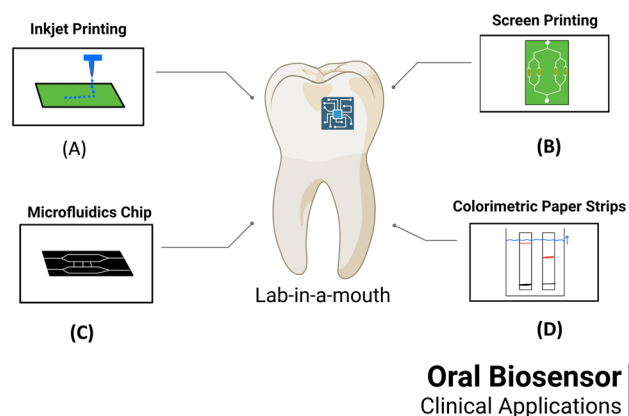 Inkjet Printing
(A)
Screen Printing
(B)
Microfluidics Chip
(C)
Colorimetric Paper Strips
(D)
Lab-in-a-mouth
Oral Biosensor
Clinical Applications